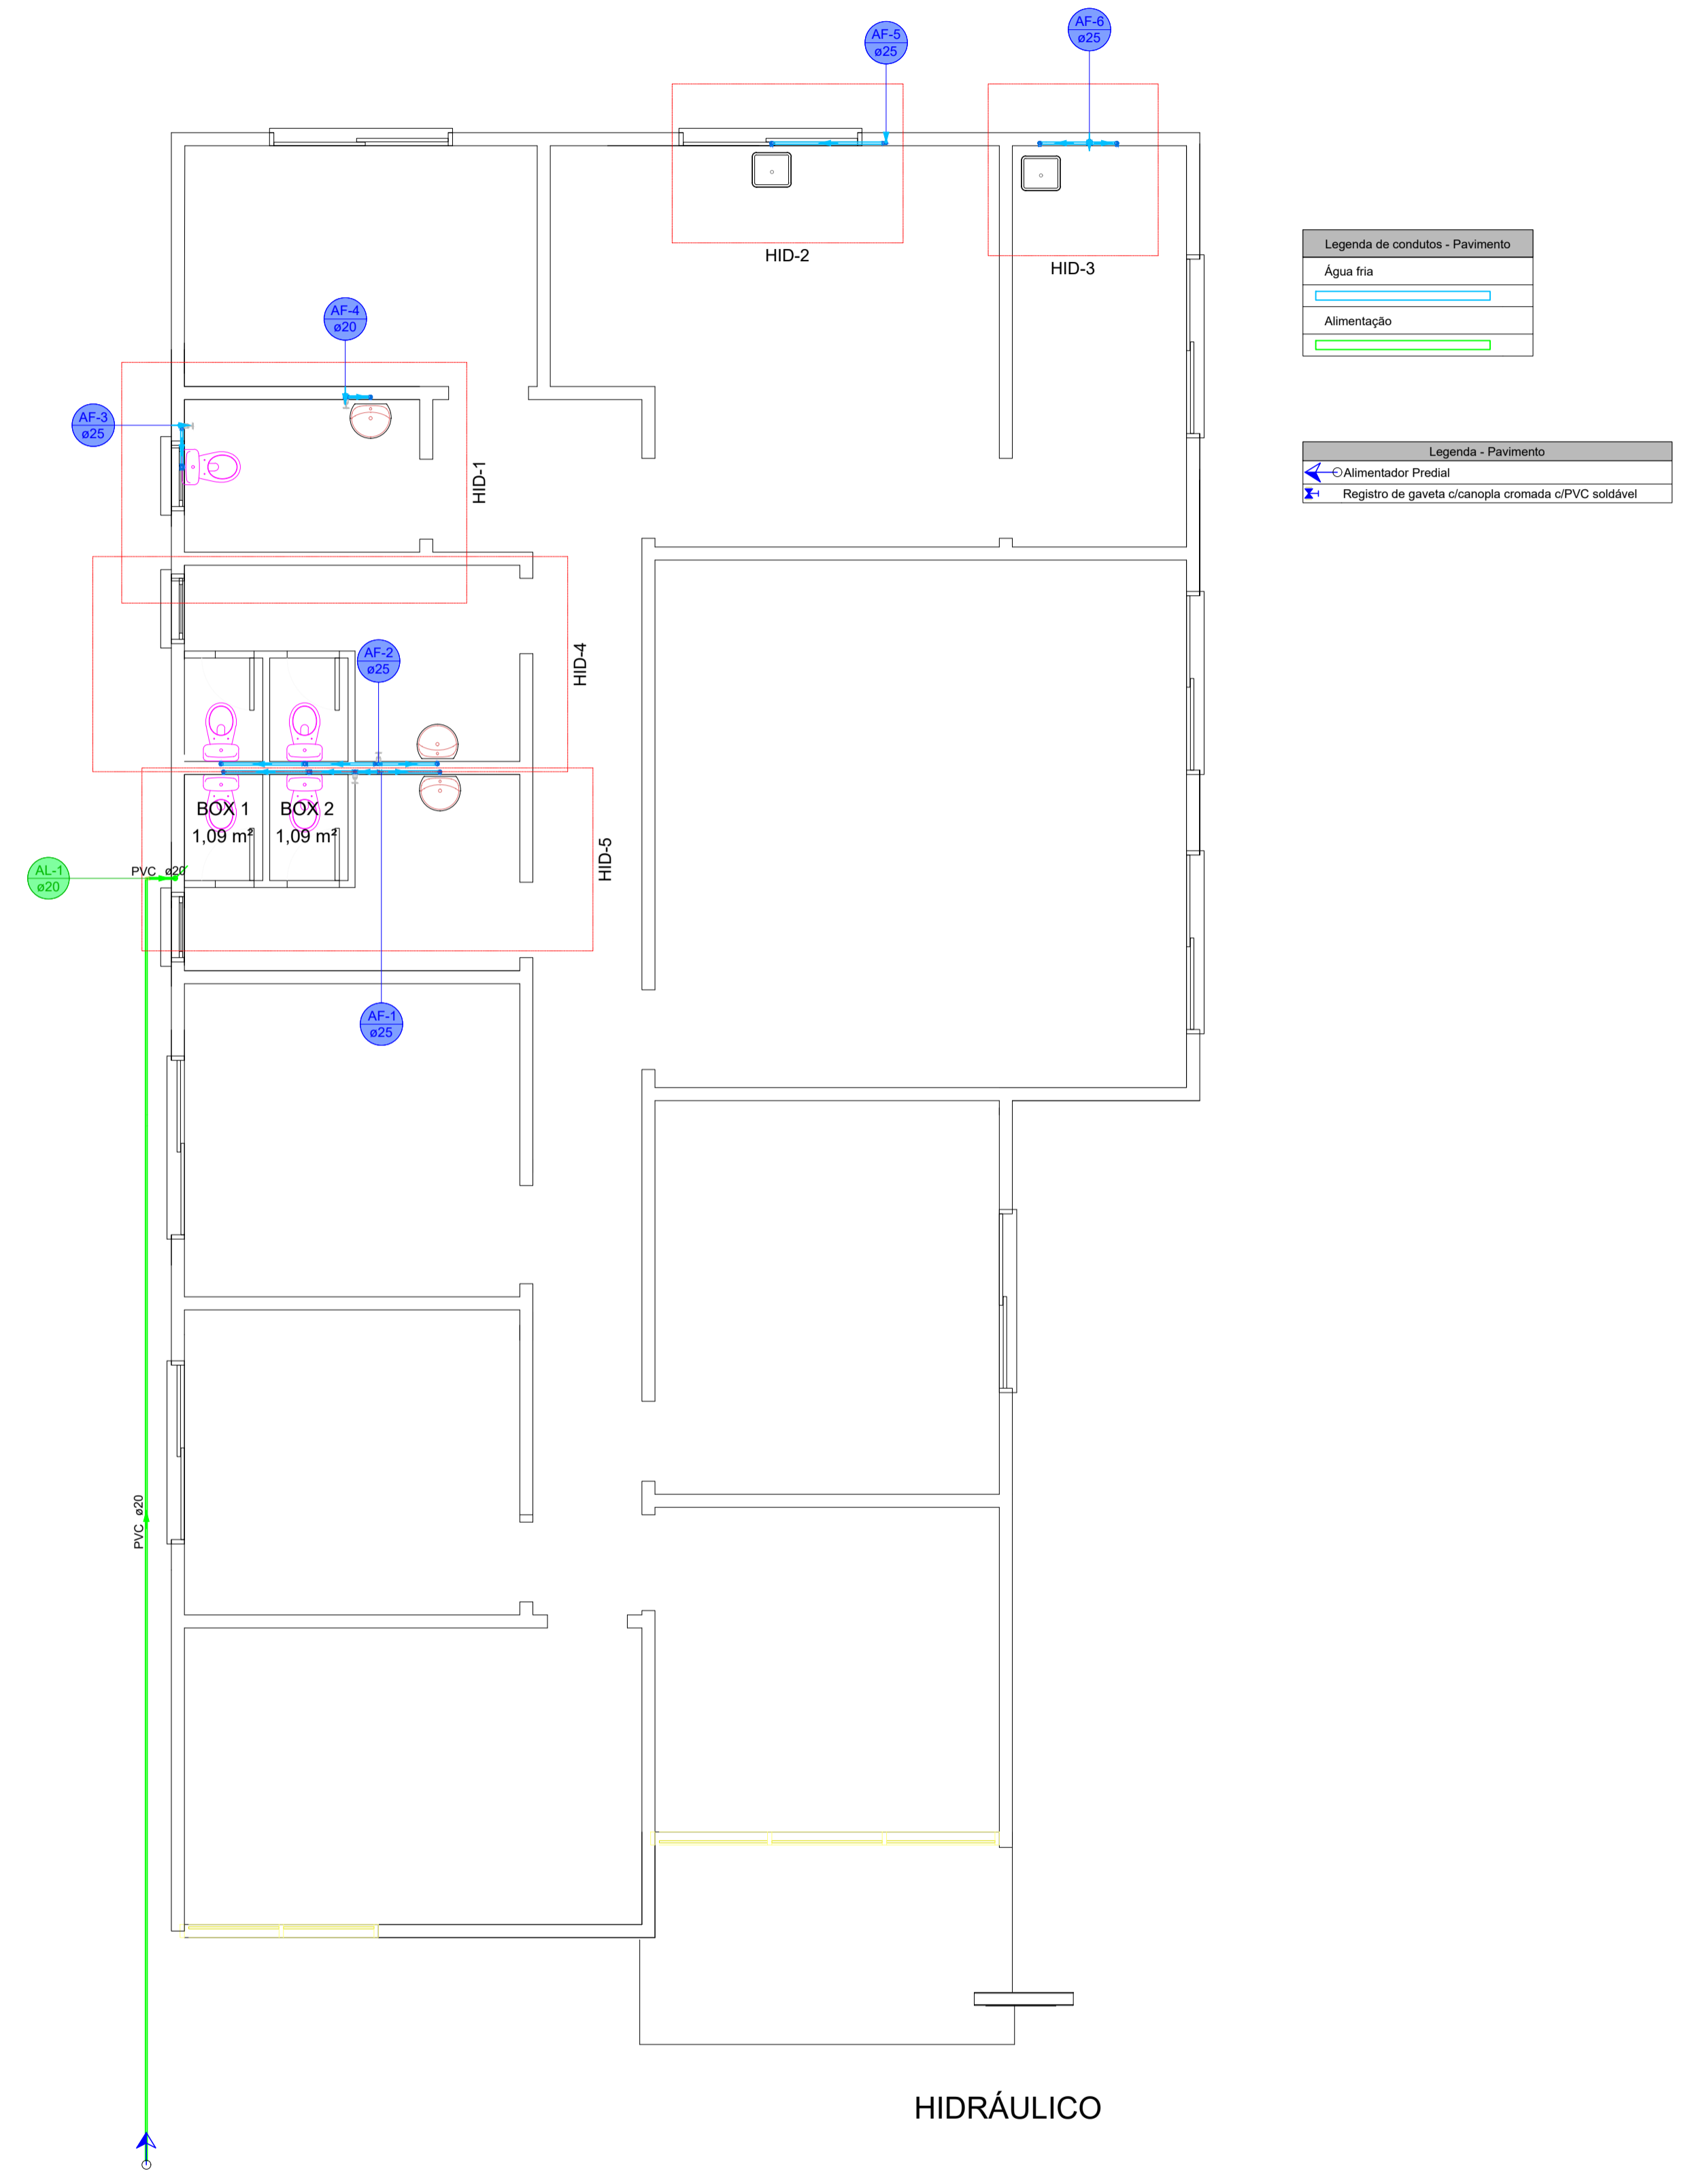 AF-5
ø25
AF-6
ø25
HID-2
HID-3
Legenda de condutos - Pavimento
Água fria
Alimentação
AF-4
ø20
AF-3
ø25
HID-1
Legenda - Pavimento
Alimentador Predial
Registro de gaveta c/canopla cromada c/PVC soldável
HID-4
AF-2
ø25
BOX 1
1,09 m²
BOX 2
1,09 m²
HID-5
AL-1
ø20
PVC ø20
AF-1
ø25
PVC ø20
HIDRÁULICO